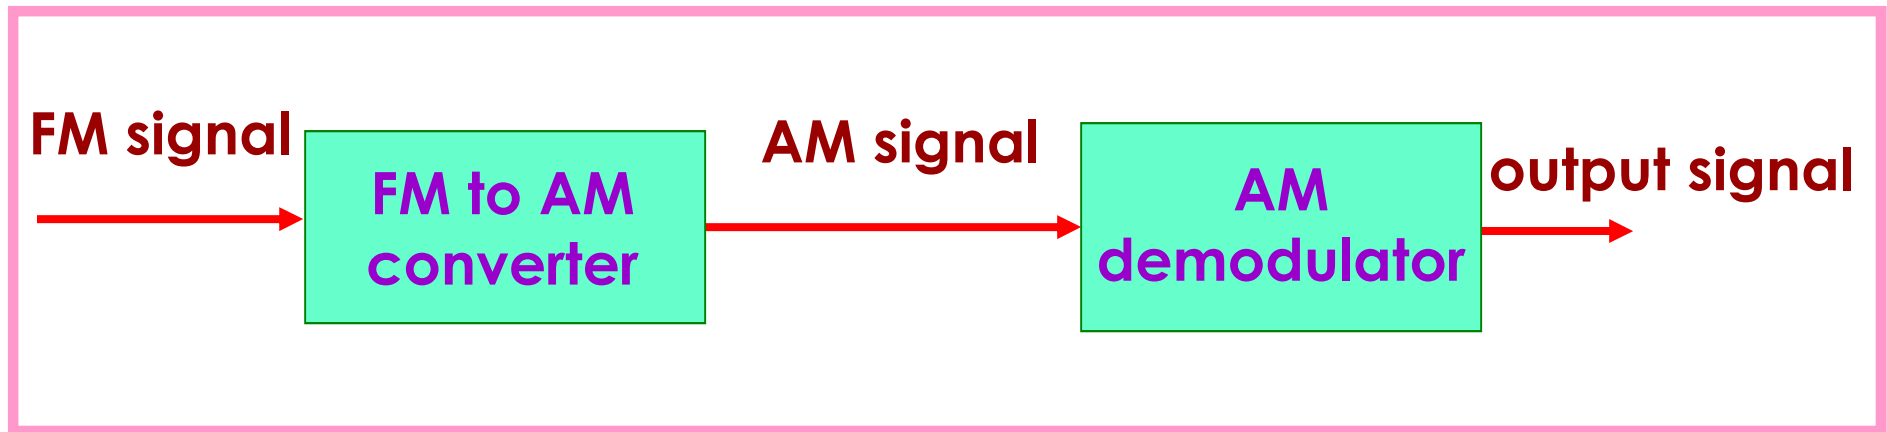 FM signal
FM to AM
converter
AM signal
AM
demodulator
output signal